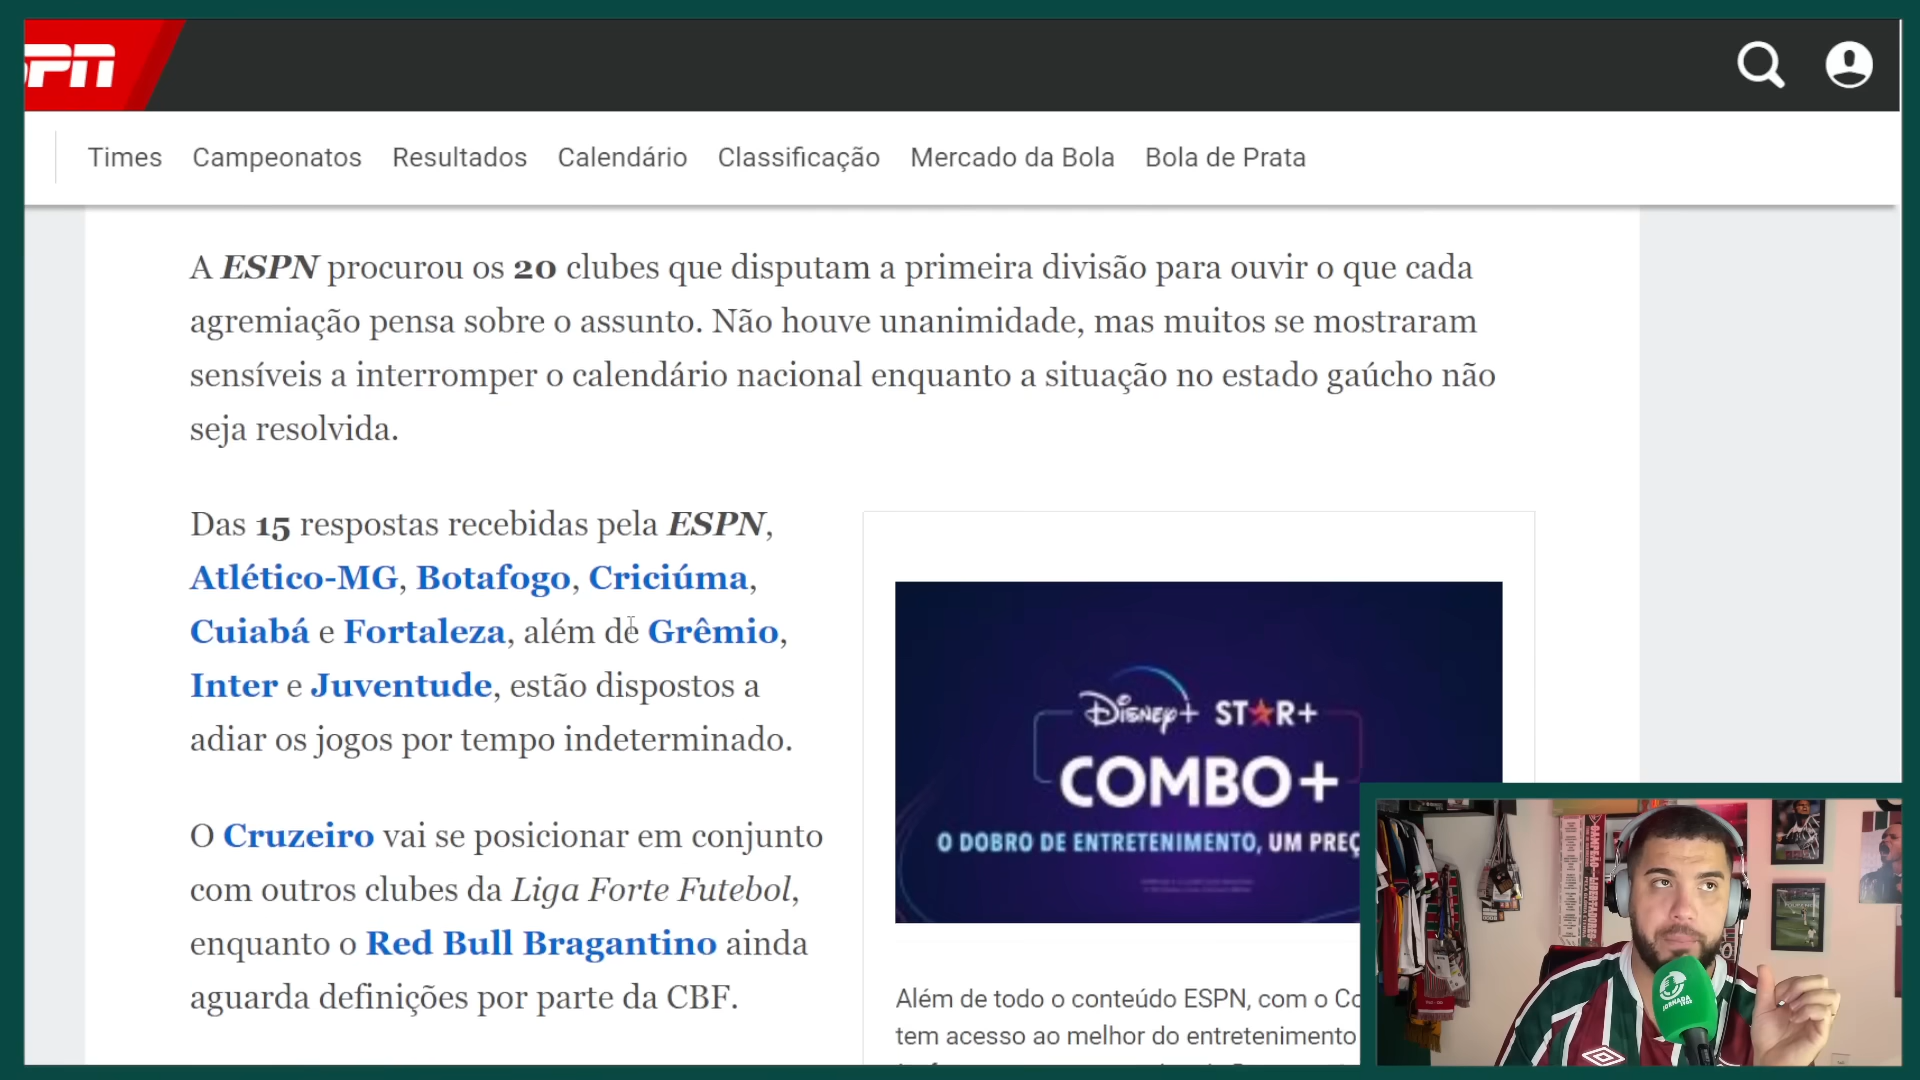 Times Campeonatos Resultados Calendário Classificação Mercado da Bola Bola de Prata
A ESPN procurou os 20 clubes que disputam a primeira divisão para ouvir o que cada
agremiação pensa sobre o assunto. Não houve unanimidade, mas muitos se mostraram
sensíveis a interromper o calendário nacional enquanto a situação no estado gaúcho não
seja resolvida.
Das 15 respostas recebidas pela ESPN,
Atlético-MG, Botafogo, Criciúma,
Cuiabá e Fortaleza, além de Grêmio,
Inter e Juventude, estão dispostos a
adiar os jogos por tempo indeterminado.
O Cruzeiro vai se posicionar em conjunto
com outros clubes da Liga Forte Futebol,
enquanto o Red Bull Bragantino ainda
aguarda definições por parte da CBF.
Disney+ STAR+
COMBO+
O DOBRO DE ENTRETENIMENTO, UM PREÇ
Além de todo o conteúdo ESPN, com o Co
tem acesso ao melhor do entretenimento
JORNADA